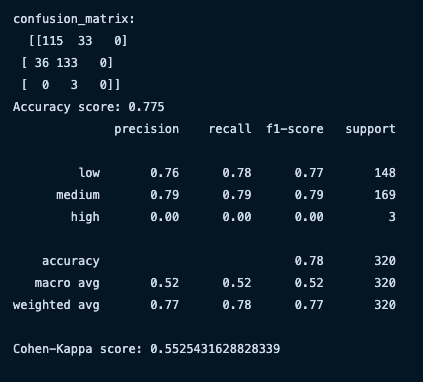 confusion_matrix:
[[115 33 0]
[ 36 133 0]
[ 0 3 0]]
Accuracy score: 0.775
precision recall f1-score support
low 0.76 0.78 0.77 148
medium 0.79 0.79 0.79 169
high 0.00 0.00 0.00 3
accuracy 0.78 320
macro avg 0.52 0.52 0.52 320
weighted avg 0.77 0.78 0.77 320
Cohen-Kappa score: 0.5525431628828339